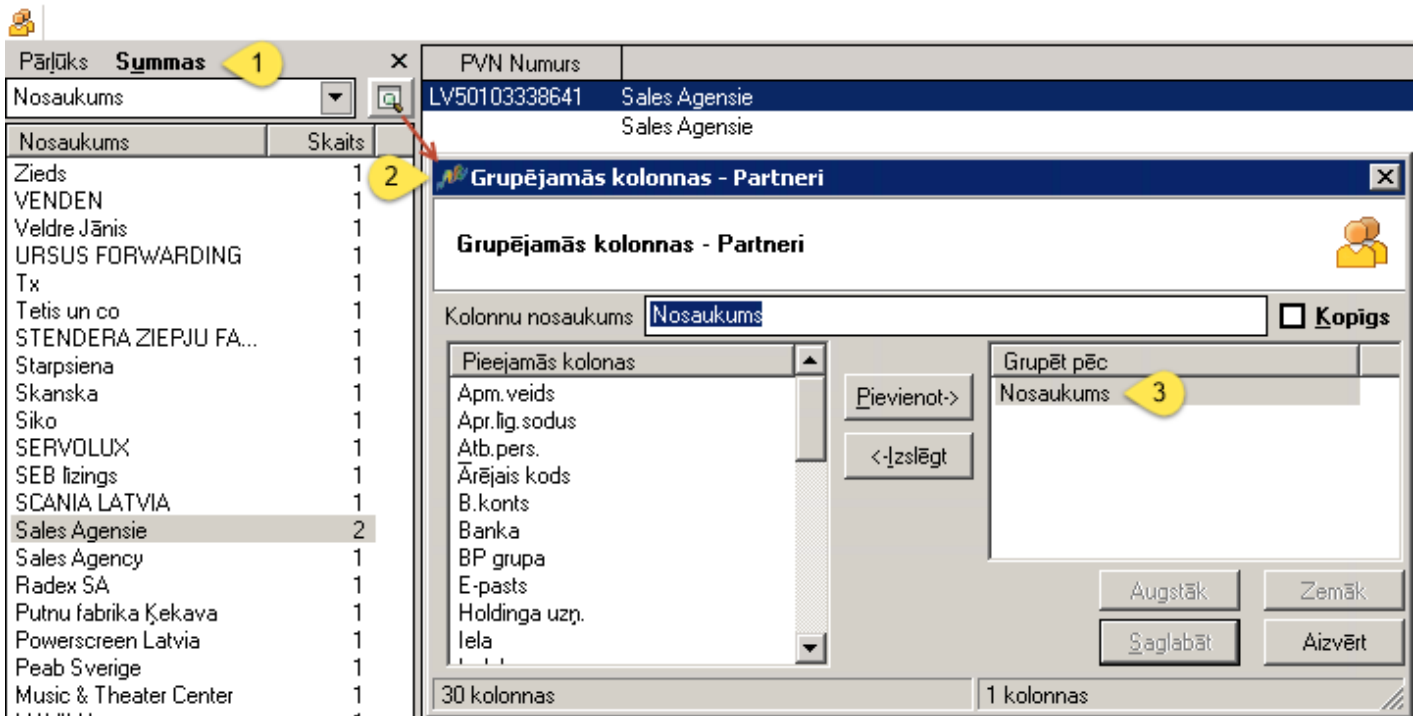 Pārlūks Summas 1
Nosaukums
Nosaukums Skaits
Zieds 1
VENDEN 1
Veldre Jānis 1
URSUS FORWARDING 1
Tx 1
Tetis un co 1
STENDERA ZIEPJU FA... 1
Starpsiena 1
Skanska 1
Siko 1
SERVOLUX 1
SEB līzings 1
SCANIA LATVIA 1
Sales Agensie 2
Sales Agency 1
Radex SA 1
Putnu fabrika Ķekava 1
Powerscreen Latvia 1
Peab Sverige 1
Music & Theater Center 1
PVN Numurs
LV50103338641 Sales Agensie
Sales Agensie
2 Grupējamās kolonnas - Partneri
Grupējamās kolonnas - Partneri
Kolonnu nosaukums Nosaukums Kopīgs
Pieejamās kolonas
Apm.veids
Apr.līg.sodus
Atb.pers.
Ārējais kods
B.konts
Banka
BP grupa
E-pasts
Holdinga uzņ.
Iela
Pievienot->
<-Izslēgt
Grupēt pēc
Nosaukums 3
Augstāk Zemāk
Saglabāt Aizvērt
30 kolonnas 1 kolonnas